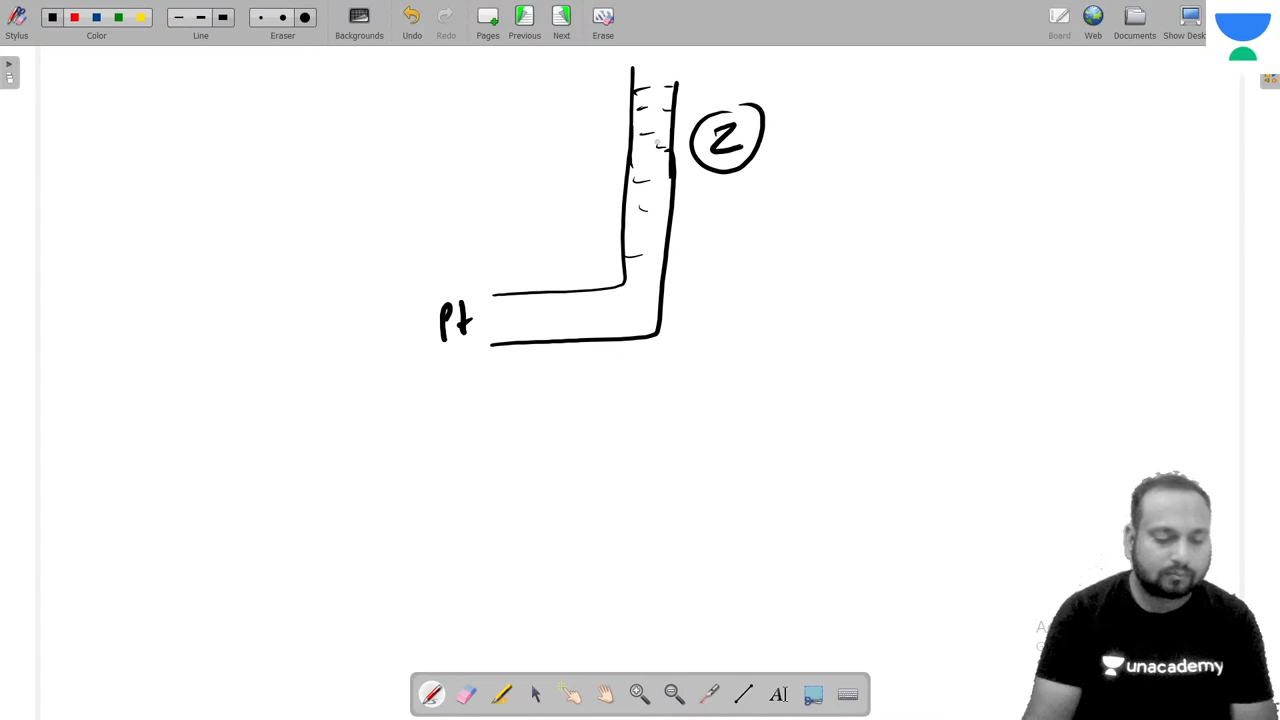 Stylus
Color
Line
Eraser
Backgrounds
Undo
Redo
Pages
Previous
Next
Erase
Board
Web
Documents
Show Desk
2
Pt
AI
unacademy